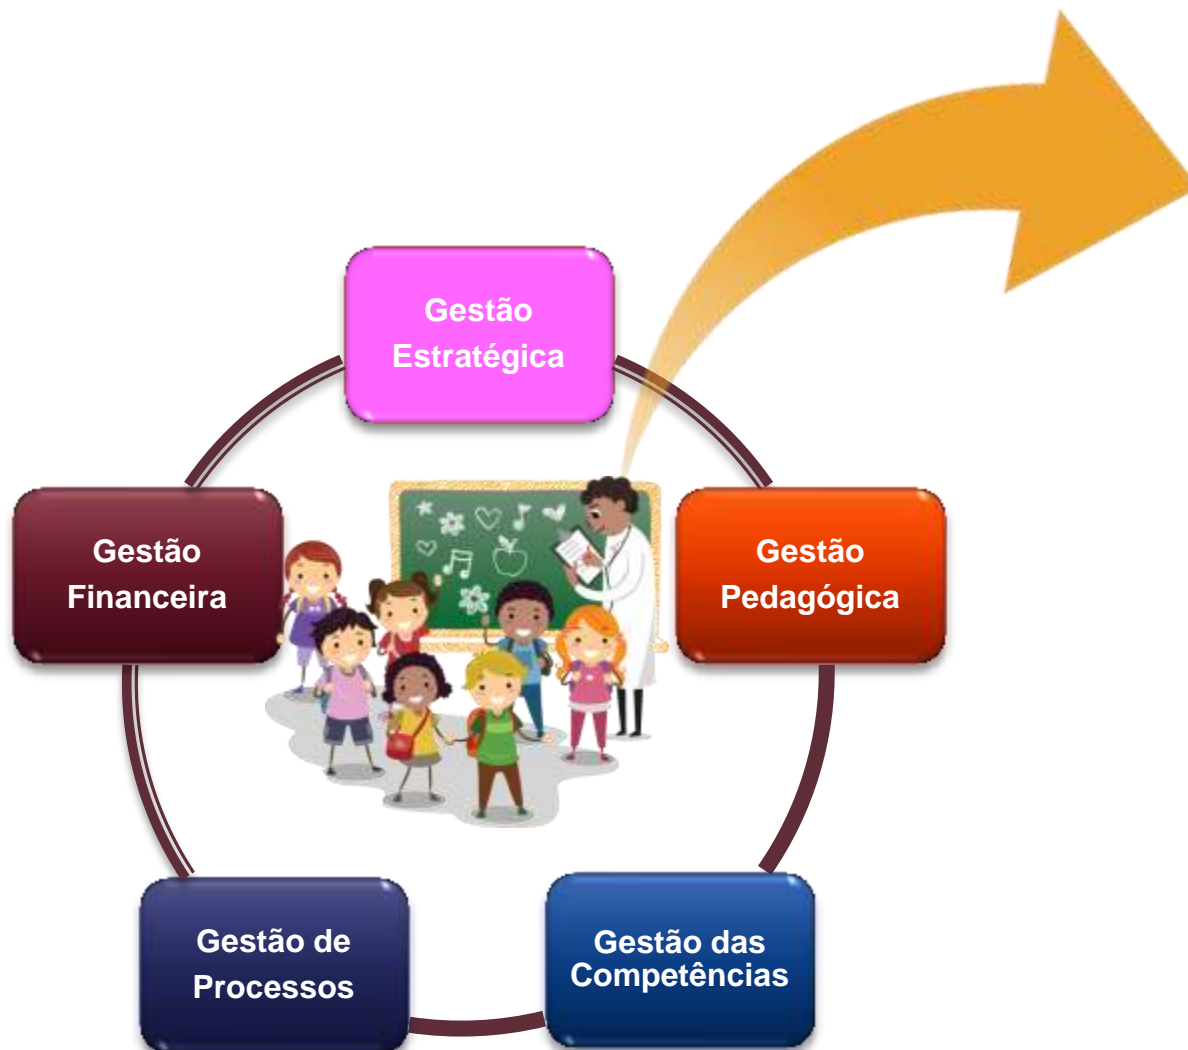 Gestão
Estratégica
Gestão
Financeira
Gestão
Pedagógica
Gestão de
Processos
Gestão das
Competências